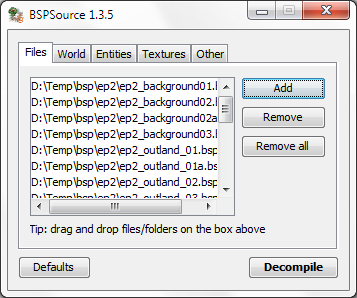 BSPSource 1.3.5
Files World Entities Textures Other
D:\Temp\bsp\ep2\ep2_background01.
D:\Temp\bsp\ep2\ep2_background02.
D:\Temp\bsp\ep2\ep2_background02a
D:\Temp\bsp\ep2\ep2_background03.
D:\Temp\bsp\ep2\ep2_outland_01.bsp
D:\Temp\bsp\ep2\ep2_outland_01a.bs
D:\Temp\bsp\ep2\ep2_outland_02.bsp
D:\Temp\bsp\ep2\ep2_outland_03.bsp
Add
Remove
Remove all
Tip: drag and drop files/folders on the box above
Defaults
Decompile